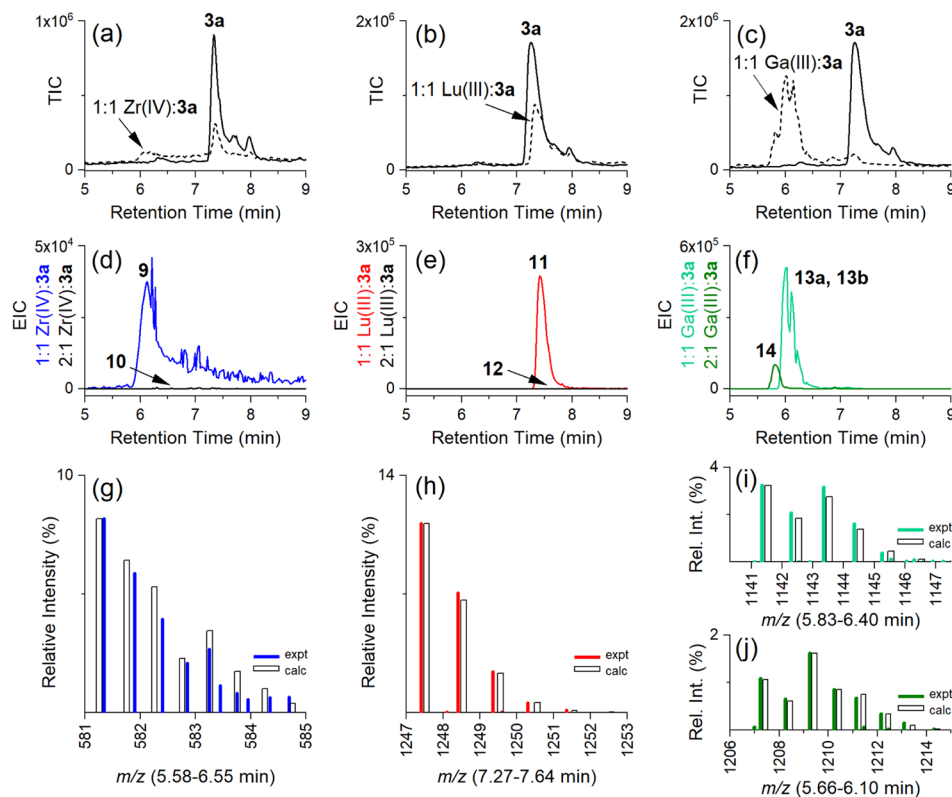 1x10⁶
(a)
3a
1:1 Zr(IV):3a
TIC
0
5 6 7 8 9
Retention Time (min)
2x10⁶
(b)
3a
1:1 Lu(III):3a
TIC
0
5 6 7 8 9
Retention Time (min)
2x10⁶
(c)
3a
1:1 Ga(III):3a
TIC
0
5 6 7 8 9
Retention Time (min)
5x10⁴
(d)
9
10
EIC
1:1 Zr(IV):3a
2:1 Zr(IV):3a
0
5 6 7 8 9
Retention Time (min)
3x10⁵
(e)
11
12
EIC
1:1 Lu(III):3a
2:1 Lu(III):3a
0
5 6 7 8 9
Retention Time (min)
6x10⁵
(f)
13a, 13b
14
EIC
1:1 Ga(III):3a
2:1 Ga(III):3a
0
5 6 7 8 9
Retention Time (min)
10
(g)
Relative Intensity (%)
expt
calc
581 582 583 584 585
m/z (5.58-6.55 min)
14
(h)
Relative Intensity (%)
expt
calc
1247 1248 1249 1250 1251 1252 1253
m/z (7.27-7.64 min)
4
(i)
Rel. Int. (%)
expt
calc
0
1141 1142 1143 1144 1145 1146 1147
m/z (5.83-6.40 min)
2
(j)
Rel. Int. (%)
expt
calc
0
1206 1208 1210 1212 1214
m/z (5.66-6.10 min)